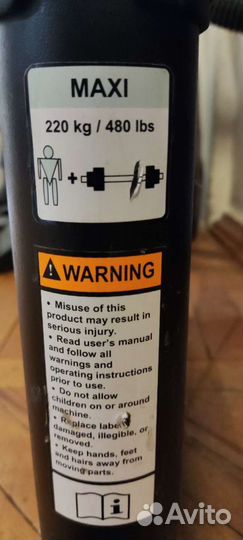 MAXI
220 kg / 480 lbs
+
WARNING
• Misuse of this
product may result in
serious injury.
• Read user's manual
and follow all
warnings and
operating instructions
prior to use.
• Do not allow
children on or around
machine.
• Replace label
damaged, illegible, or
removed.
• Keep hands, feet
and hairs away from
moving parts.
i
Avito